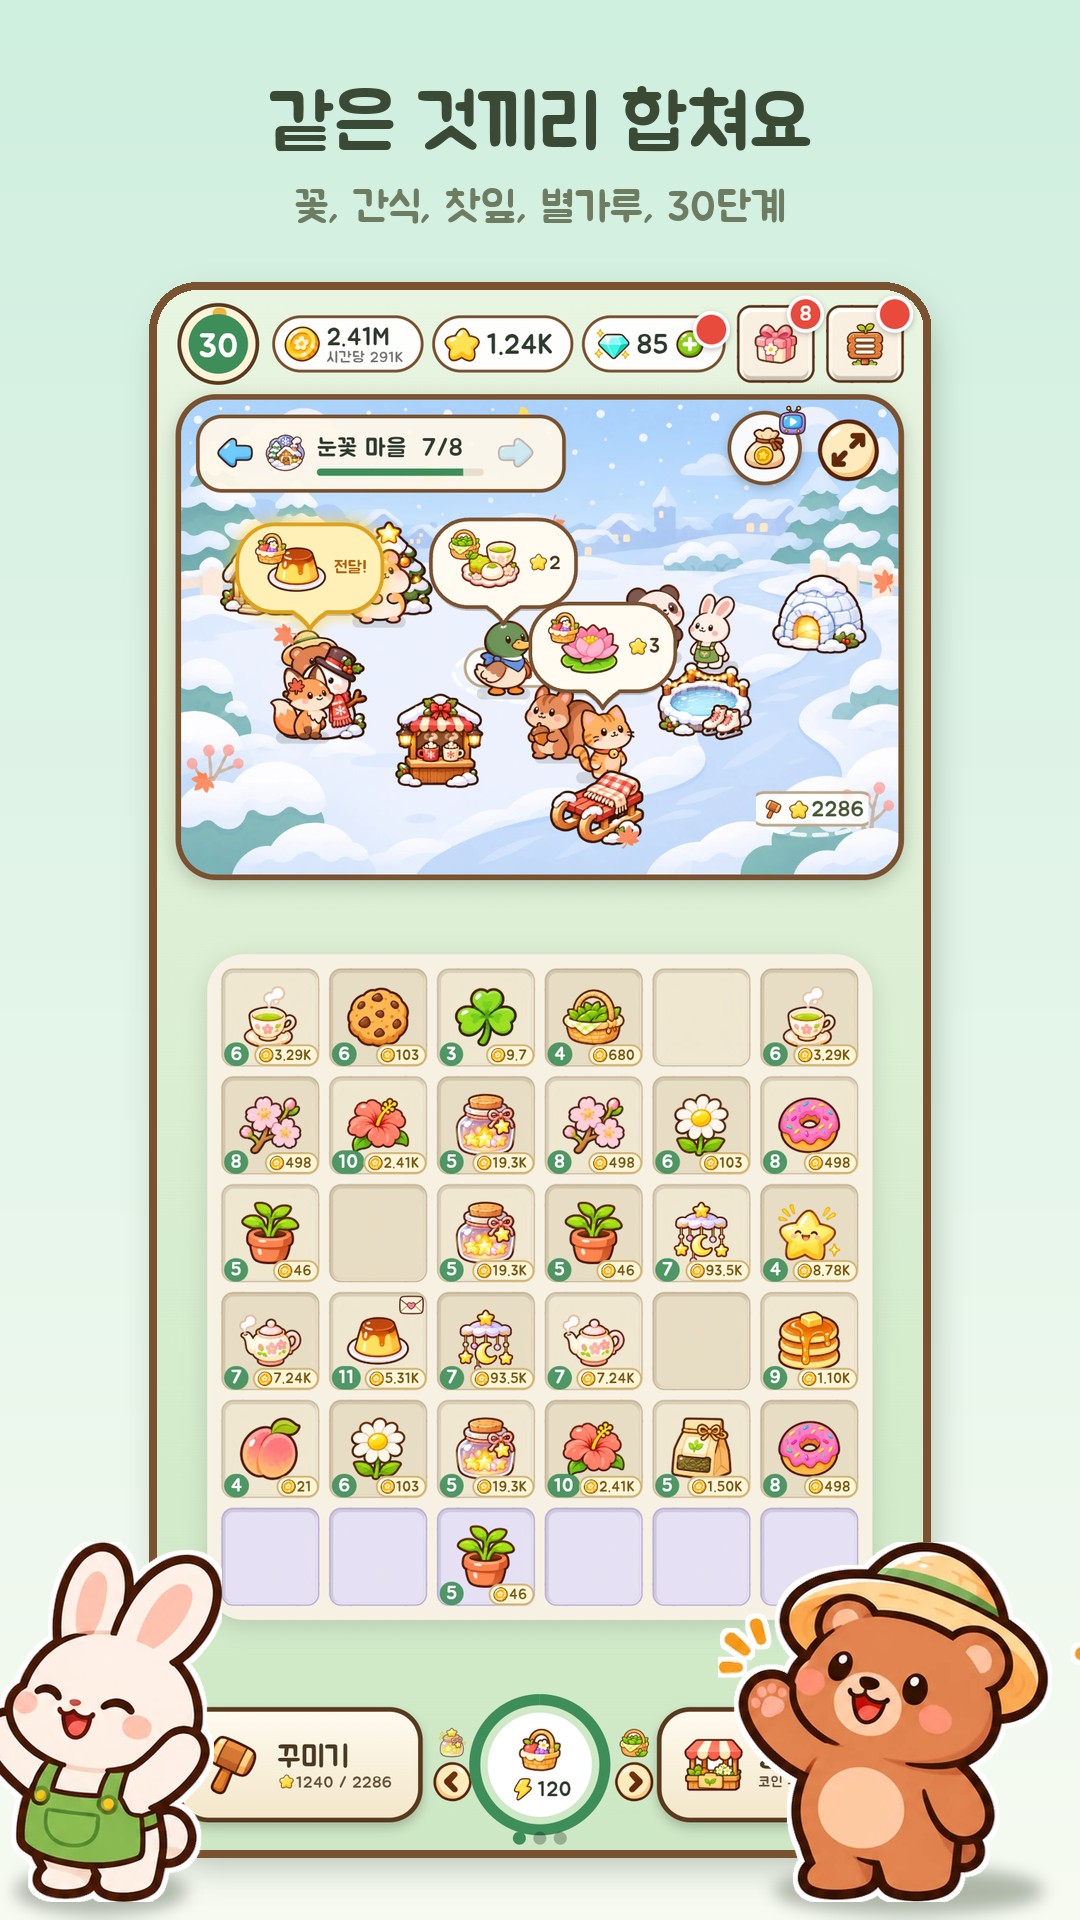 같은 것끼리 합쳐요
꽃, 간식, 찻잎, 별가루, 30단계
30
2.41M
시간당 291K
1.24K
85
8
눈꽃 마을 7/8
전달!
2
3
2286
6 3.29K 6 103 3 9.7 4 680 6 3.29K
8 498 10 2.41K 5 19.3K 8 498 6 103 8 498
5 46 5 19.3K 5 46 7 93.5K 4 8.78K
7 7.24K 11 5.31K 7 93.5K 7 7.24K 9 1.10K
4 21 6 103 5 19.3K 10 2.41K 5 1.50K 8 498
5 46
꾸미기
1240 / 2286
120
코인